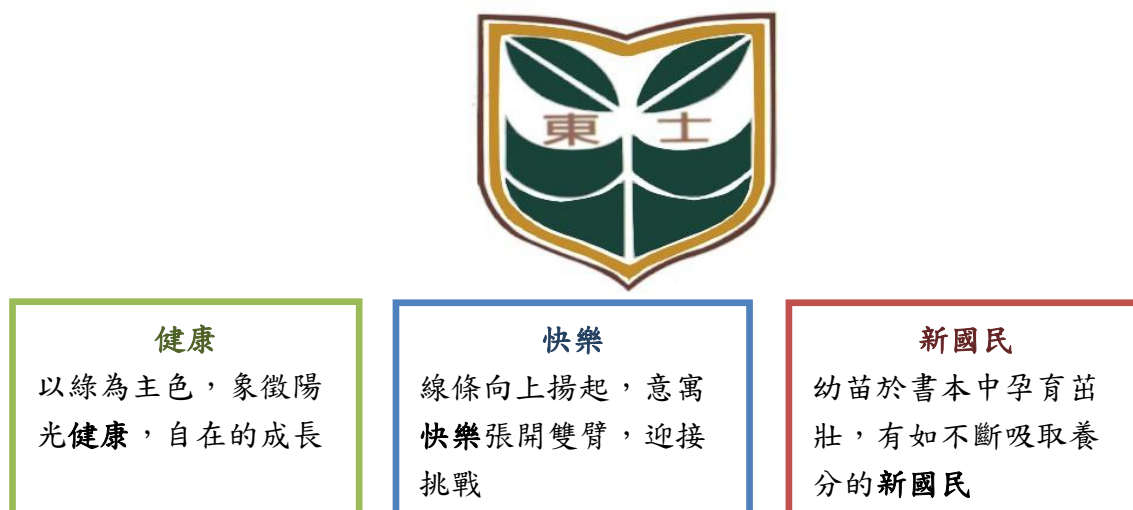 東 士
健康
以綠為主色，象徵陽
光健康，自在的成長
快樂
線條向上揚起，意寓
快樂張開雙臂，迎接
挑戰
新國民
幼苗於書本中孕育茁
壯，有如不斷吸取養
分的新國民